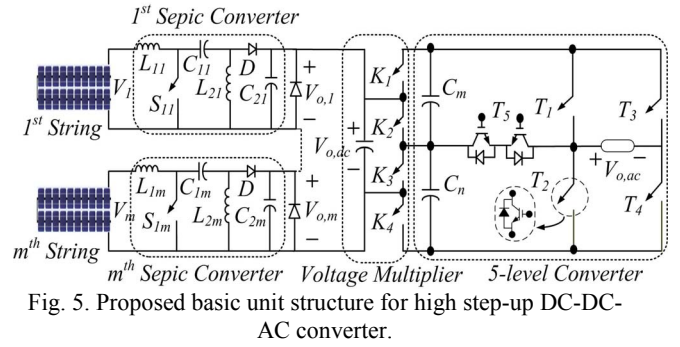 1st Sepic Converter
L11
C11
D
V1
S11
L21
C21
+
Vo,1
−
1st String
K1
Cm
T1
T3
T5
K2
+
Vo,dc
−
K3
+ −
Vo,ac
L1m
C1m
D
Vm
S1m
L2m
C2m
+
Vo,m
−
K4
Cn
T2
T4
mth String
mth Sepic Converter
Voltage Multiplier
5-level Converter
Fig. 5. Proposed basic unit structure for high step-up DC-DC-
AC converter.